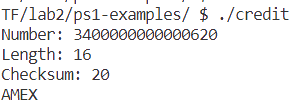 TF/lab2/ps1-examples/ $ ./credit
Number: 3400000000000620
Length: 16
Checksum: 20
AMEX